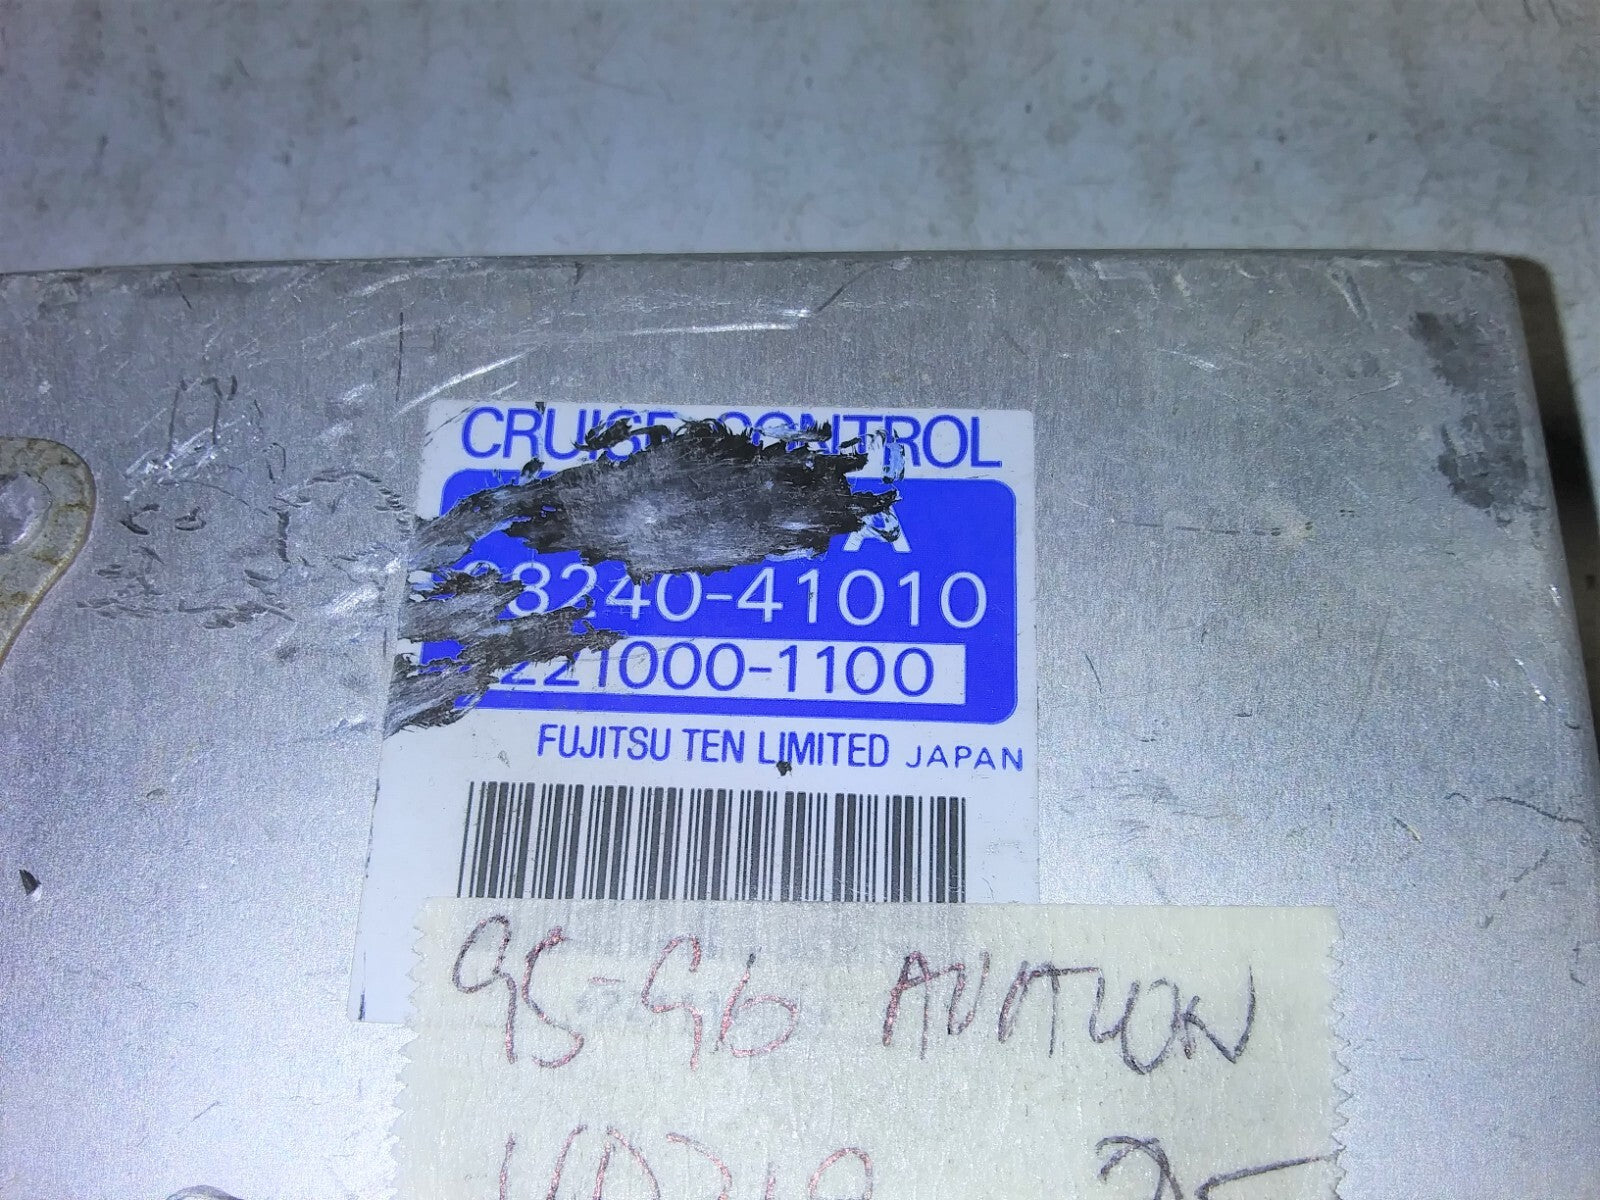 CRUISE CONTROL
A
88240-41010
221000-1100
FUJITSU TEN LIMITED JAPAN
95-96 AVALON